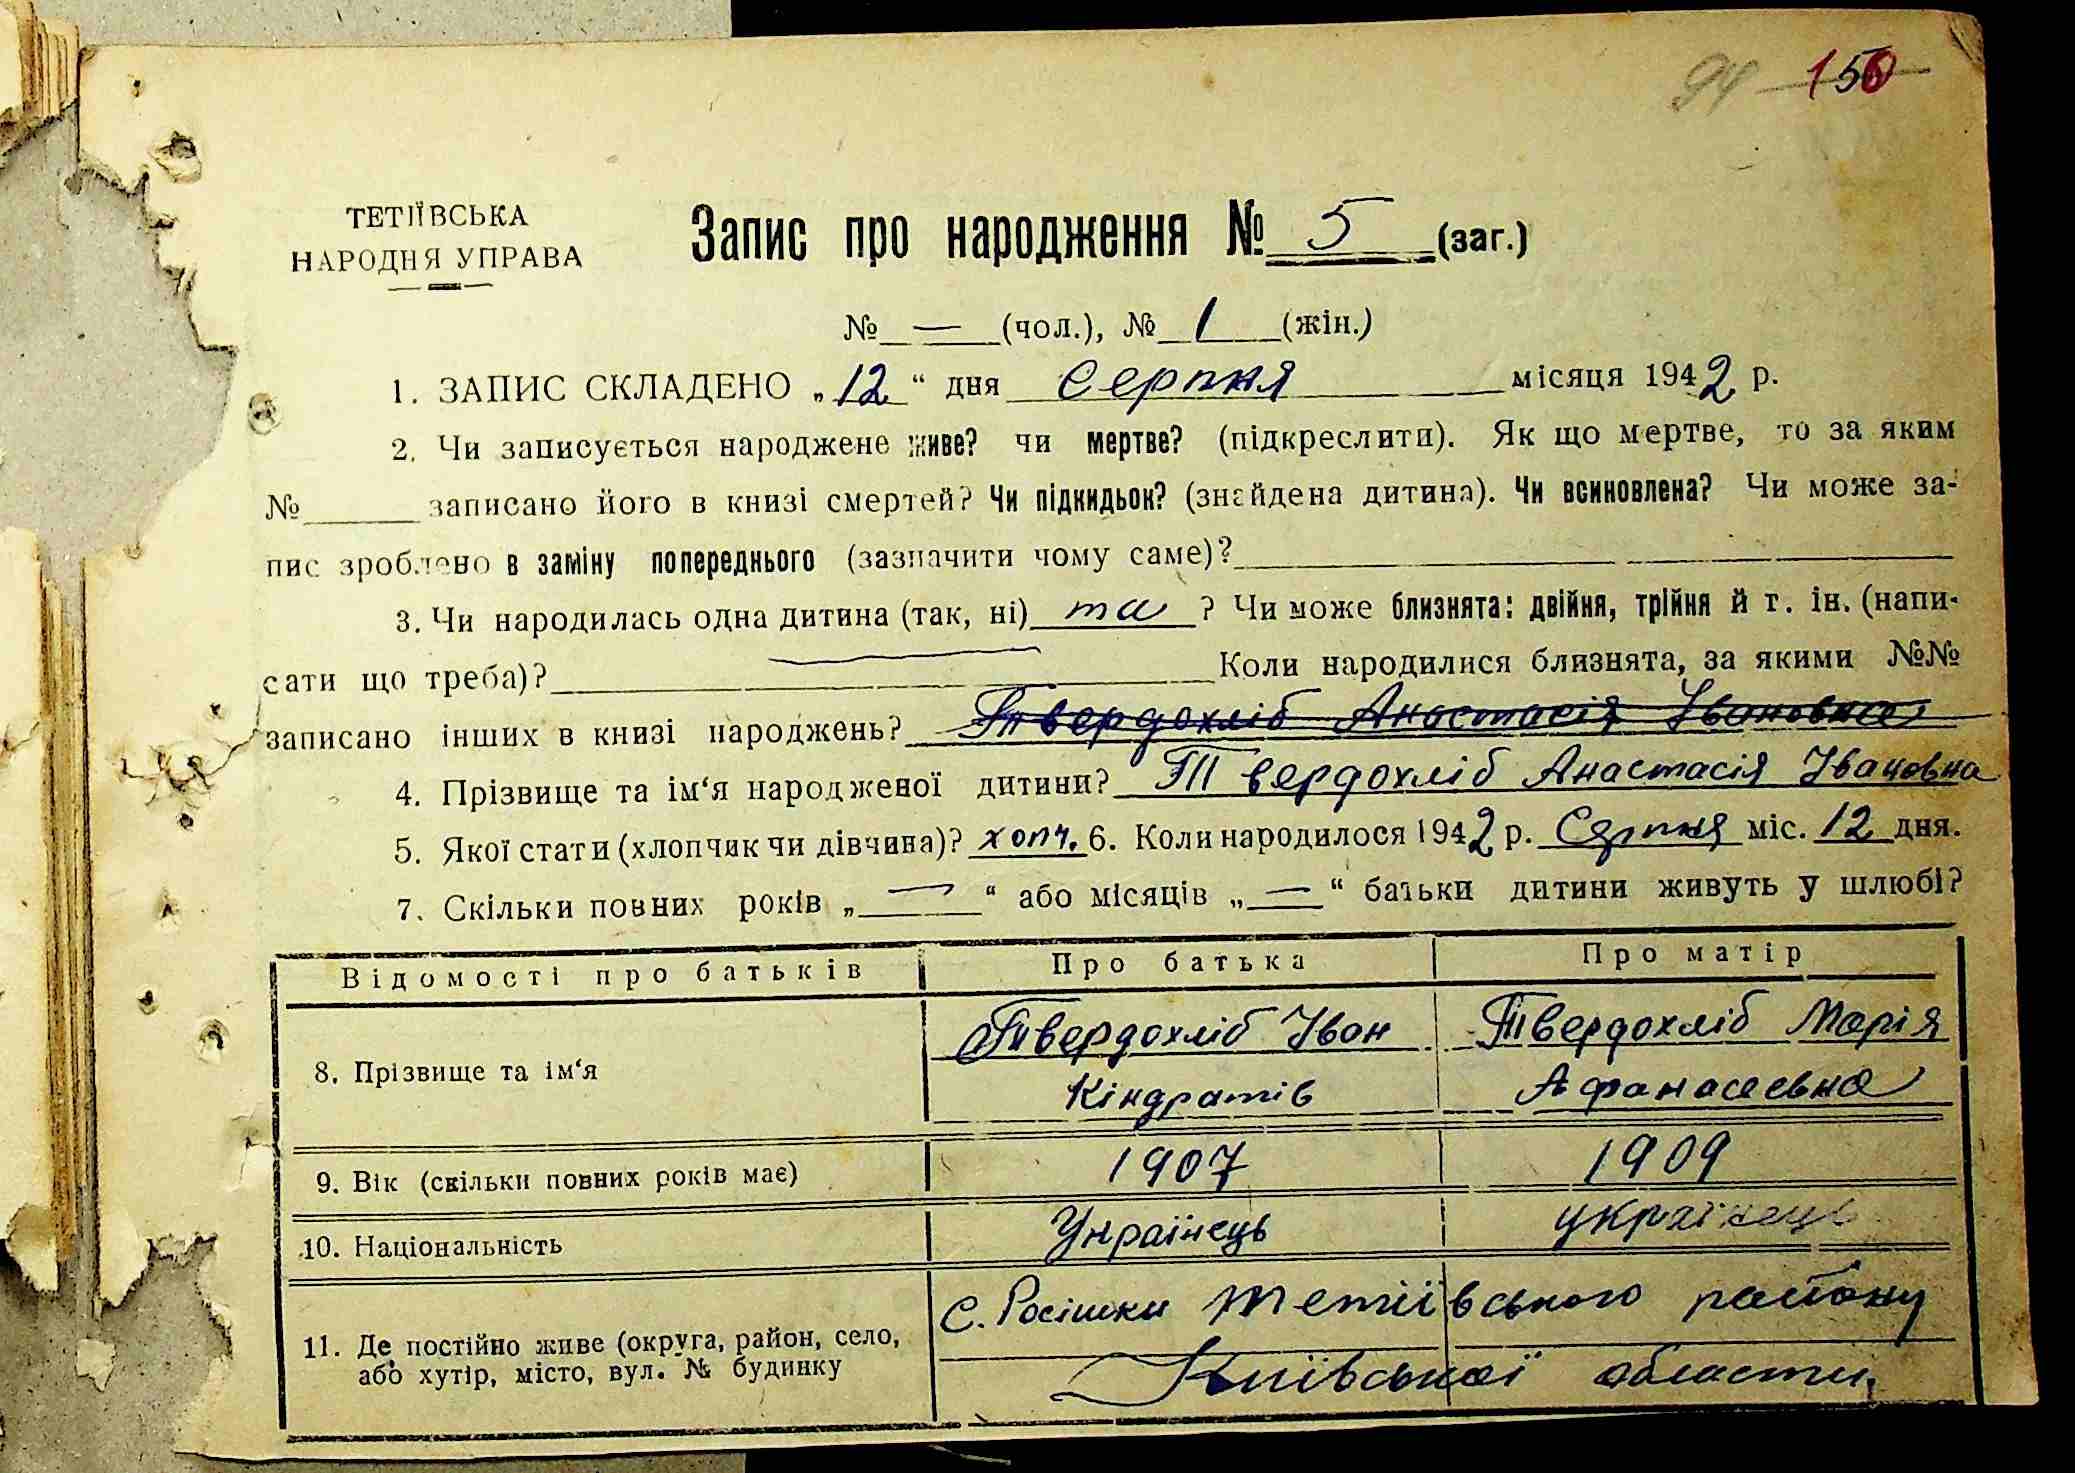 94 150
ТЕТІЇВСЬКА
НАРОДНЯ УПРАВА
Запис про народження № 5 (заг.)
№ — (чол.), № 1 (жін.)
1. ЗАПИС СКЛАДЕНО „12“ дня Серпня місяця 1942 р.
2. Чи записується народжене живе? чи мертве? (підкреслити). Як що мертве, то за яким
№ записано його в книзі смертей? Чи підкидьок? (знайдена дитина). Чи всиновлена? Чи може за-
пис зроблено в заміну попереднього (зазначити чому саме)?
3. Чи народилась одна дитина (так, ні) та ? Чи може близнята: двійня, трійня й т. ін. (напи-
сати що треба)? Коли народилися близнята, за якими №№
записано інших в книзі народжень? Твердохліб Анастасія Івановна
4. Прізвище та ім‘я народженої дитини? Твердохліб Анастасія Івановна
5. Якої стати (хлопчик чи дівчина)? хопч. 6. Коли народилося 1942 р. Серпня міс. 12 дня.
7. Скільки повних років „—“ або місяців „—“ батьки дитини живуть у шлюбі?
Відомості про батьків Про батька Про матір
8. Прізвище та ім‘я Твердохліб Іван Твердохліб Марія
Кіндратів Афанасєвна
9. Вік (скільки повних років має) 1907 1909
10. Національність Українець українець
11. Де постійно живе (округа, район, село, с. Росішки Тетіївського району
або хутір, місто, вул. № будинку Київської области,